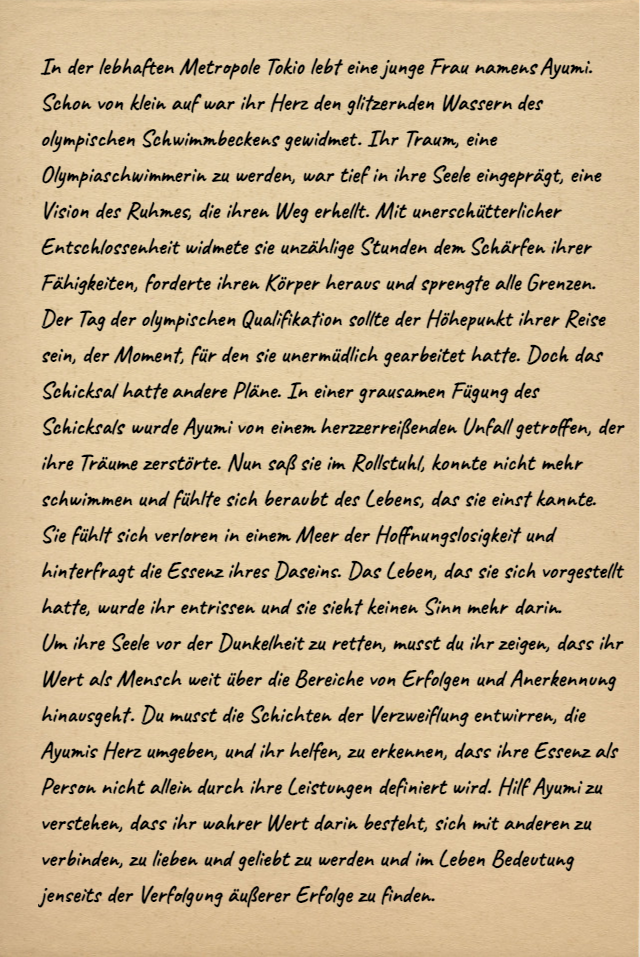 In der lebhaften Metropole Tokio lebt eine junge Frau namens Ayumi.
Schon von klein auf war ihr Herz den glitzernden Wassern des
olympischen Schwimmbeckens gewidmet. Ihr Traum, eine
Olympiaschwimmerin zu werden, war tief in ihre Seele eingeprägt, eine
Vision des Ruhmes, die ihren Weg erhellt. Mit unerschütterlicher
Entschlossenheit widmete sie unzählige Stunden dem Schärfen ihrer
Fähigkeiten, forderte ihren Körper heraus und sprengte alle Grenzen.
Der Tag der olympischen Qualifikation sollte der Höhepunkt ihrer Reise
sein, der Moment, für den sie unermüdlich gearbeitet hatte. Doch das
Schicksal hatte andere Pläne. In einer grausamen Fügung des
Schicksals wurde Ayumi von einem herzzerreißenden Unfall getroffen, der
ihre Träume zerstörte. Nun saß sie im Rollstuhl, konnte nicht mehr
schwimmen und fühlte sich beraubt des Lebens, das sie einst kannte.
Sie fühlt sich verloren in einem Meer der Hoffnungslosigkeit und
hinterfragt die Essenz ihres Daseins. Das Leben, das sie sich vorgestellt
hatte, wurde ihr entrissen und sie sieht keinen Sinn mehr darin.
Um ihre Seele vor der Dunkelheit zu retten, musst du ihr zeigen, dass ihr
Wert als Mensch weit über die Bereiche von Erfolgen und Anerkennung
hinausgeht. Du musst die Schichten der Verzweiflung entwirren, die
Ayumis Herz umgeben, und ihr helfen, zu erkennen, dass ihre Essenz als
Person nicht allein durch ihre Leistungen definiert wird. Hilf Ayumi zu
verstehen, dass ihr wahrer Wert darin besteht, sich mit anderen zu
verbinden, zu lieben und geliebt zu werden und im Leben Bedeutung
jenseits der Verfolgung äußerer Erfolge zu finden.